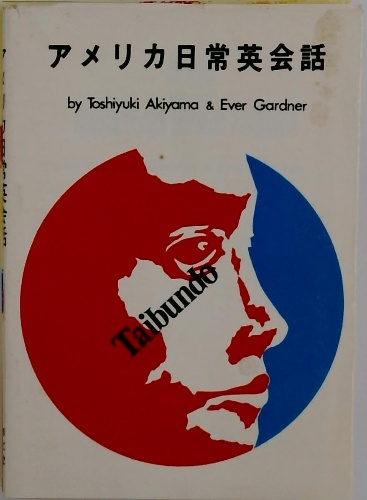 アメリカ日常英会話
by Toshiyuki Akiyama & Ever Gardner
Taibundo